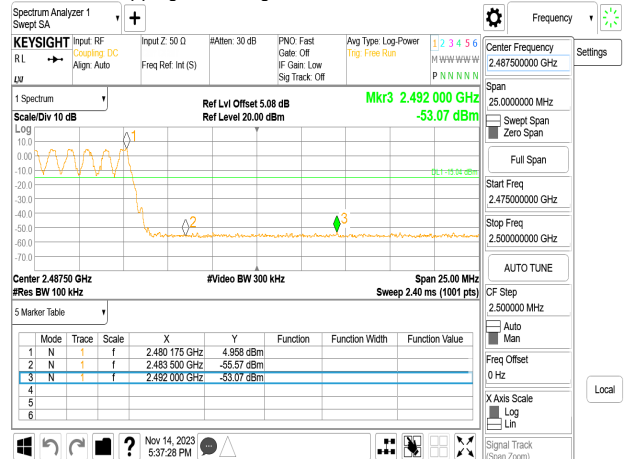 Spectrum Analyzer 1
Swept SA
+
Frequency
KEYSIGHT Input: RF Input Z: 50 Ω #Atten: 30 dB PNO: Fast Avg Type: Log-Power 1 2 3 4 5 6
RL Coupling: DC Gate: Off Trig: Free Run
Align: Auto Freq Ref: Int (S) IF Gain: Low M W W W W W
LXI Sig Track: Off P N N N N N
1 Spectrum
Ref Lvl Offset 5.08 dB Mkr3 2.492 000 GHz
Scale/Div 10 dB Ref Level 20.00 dBm -53.07 dBm
Log
10.0
0.00
-10.0
-20.0
-30.0
-40.0
-50.0
-60.0
-70.0
1
2
3
Center 2.48750 GHz #Video BW 300 kHz Span 25.00 MHz
#Res BW 100 kHz Sweep 2.40 ms (1001 pts)
5 Marker Table
Mode Trace Scale X Y Function Function Width Function Value
1 N 1 f 2.480 175 GHz 4.958 dBm
2 N 1 f 2.483 500 GHz -55.57 dBm
3 N 1 f 2.492 000 GHz -53.07 dBm
4
5
6
?
Nov 14, 2023
5:37:28 PM
Center Frequency
2.487500000 GHz
Settings
Span
25.0000000 MHz
Swept Span
Zero Span
Full Span
Start Freq
2.475000000 GHz
Stop Freq
2.500000000 GHz
AUTO TUNE
CF Step
2.500000 MHz
Auto
Man
Freq Offset
0 Hz
X Axis Scale
Log
Lin
Local
Signal Track
(Span Zoom)